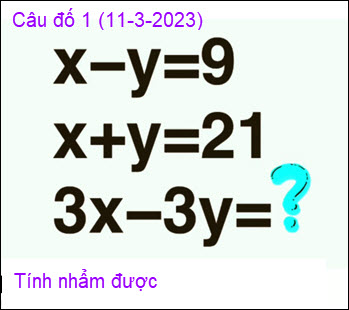 Câu đố 1 (11-3-2023)
x–y=9
x+y=21
3x–3y=?
Tính nhẩm được